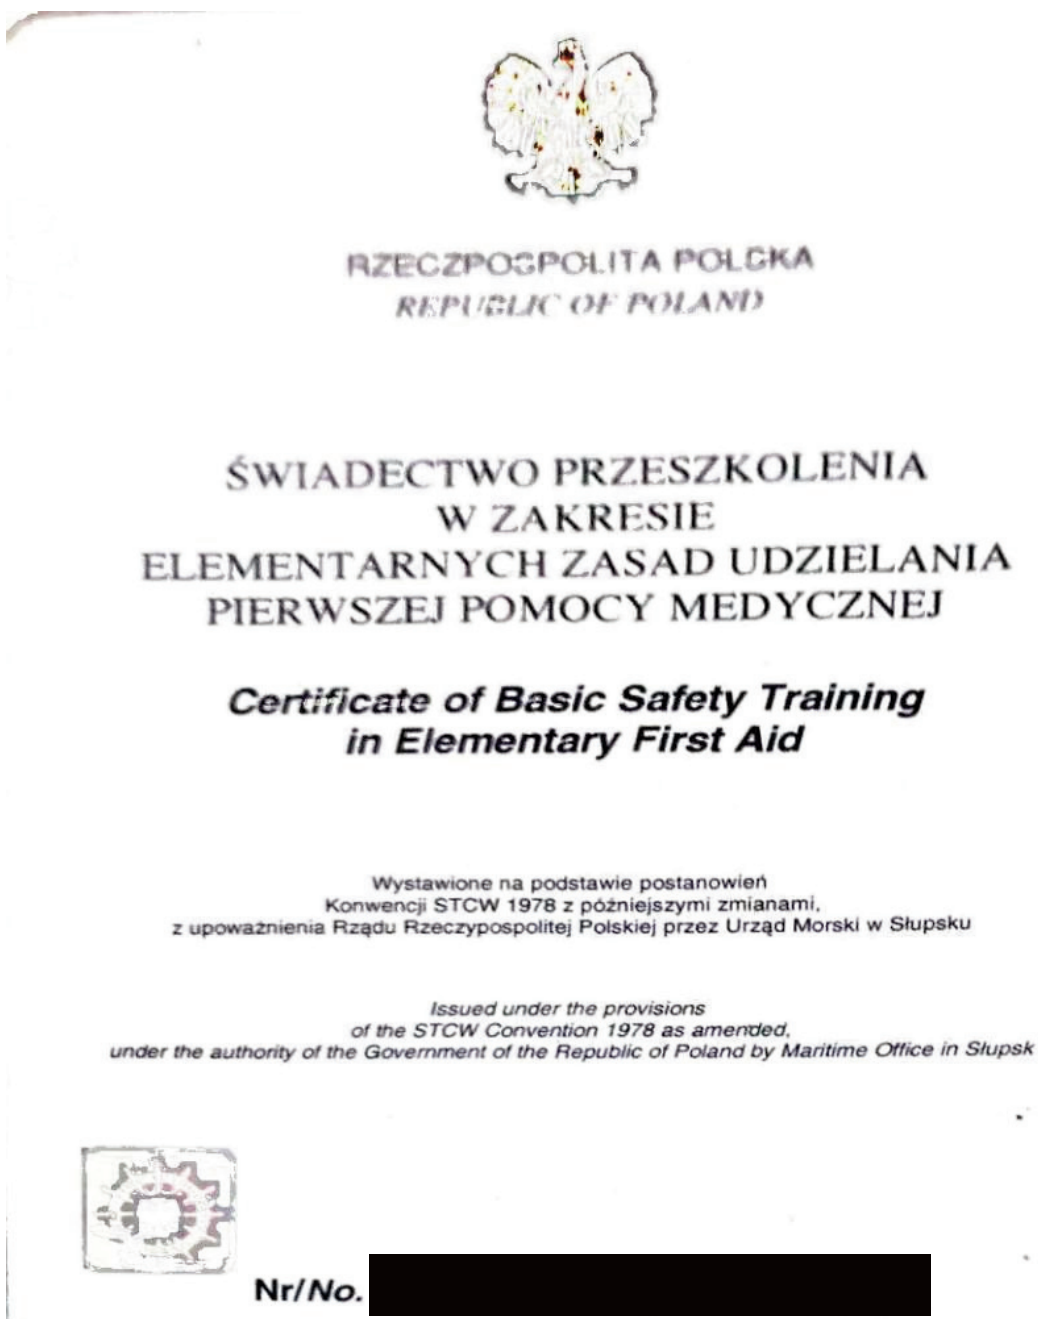 RZECZPOSPOLITA POLSKA
REPUBLIC OF POLAND
ŚWIADECTWO PRZESZKOLENIA
W ZAKRESIE
ELEMENTARNYCH ZASAD UDZIELANIA
PIERWSZEJ POMOCY MEDYCZNEJ
Certificate of Basic Safety Training
in Elementary First Aid
Wystawione na podstawie postanowień
Konwencji STCW 1978 z późniejszymi zmianami,
z upoważnienia Rządu Rzeczypospolitej Polskiej przez Urząd Morski w Słupsku
Issued under the provisions
of the STCW Convention 1978 as amended,
under the authority of the Government of the Republic of Poland by Maritime Office in Słupsk
Nr/No.